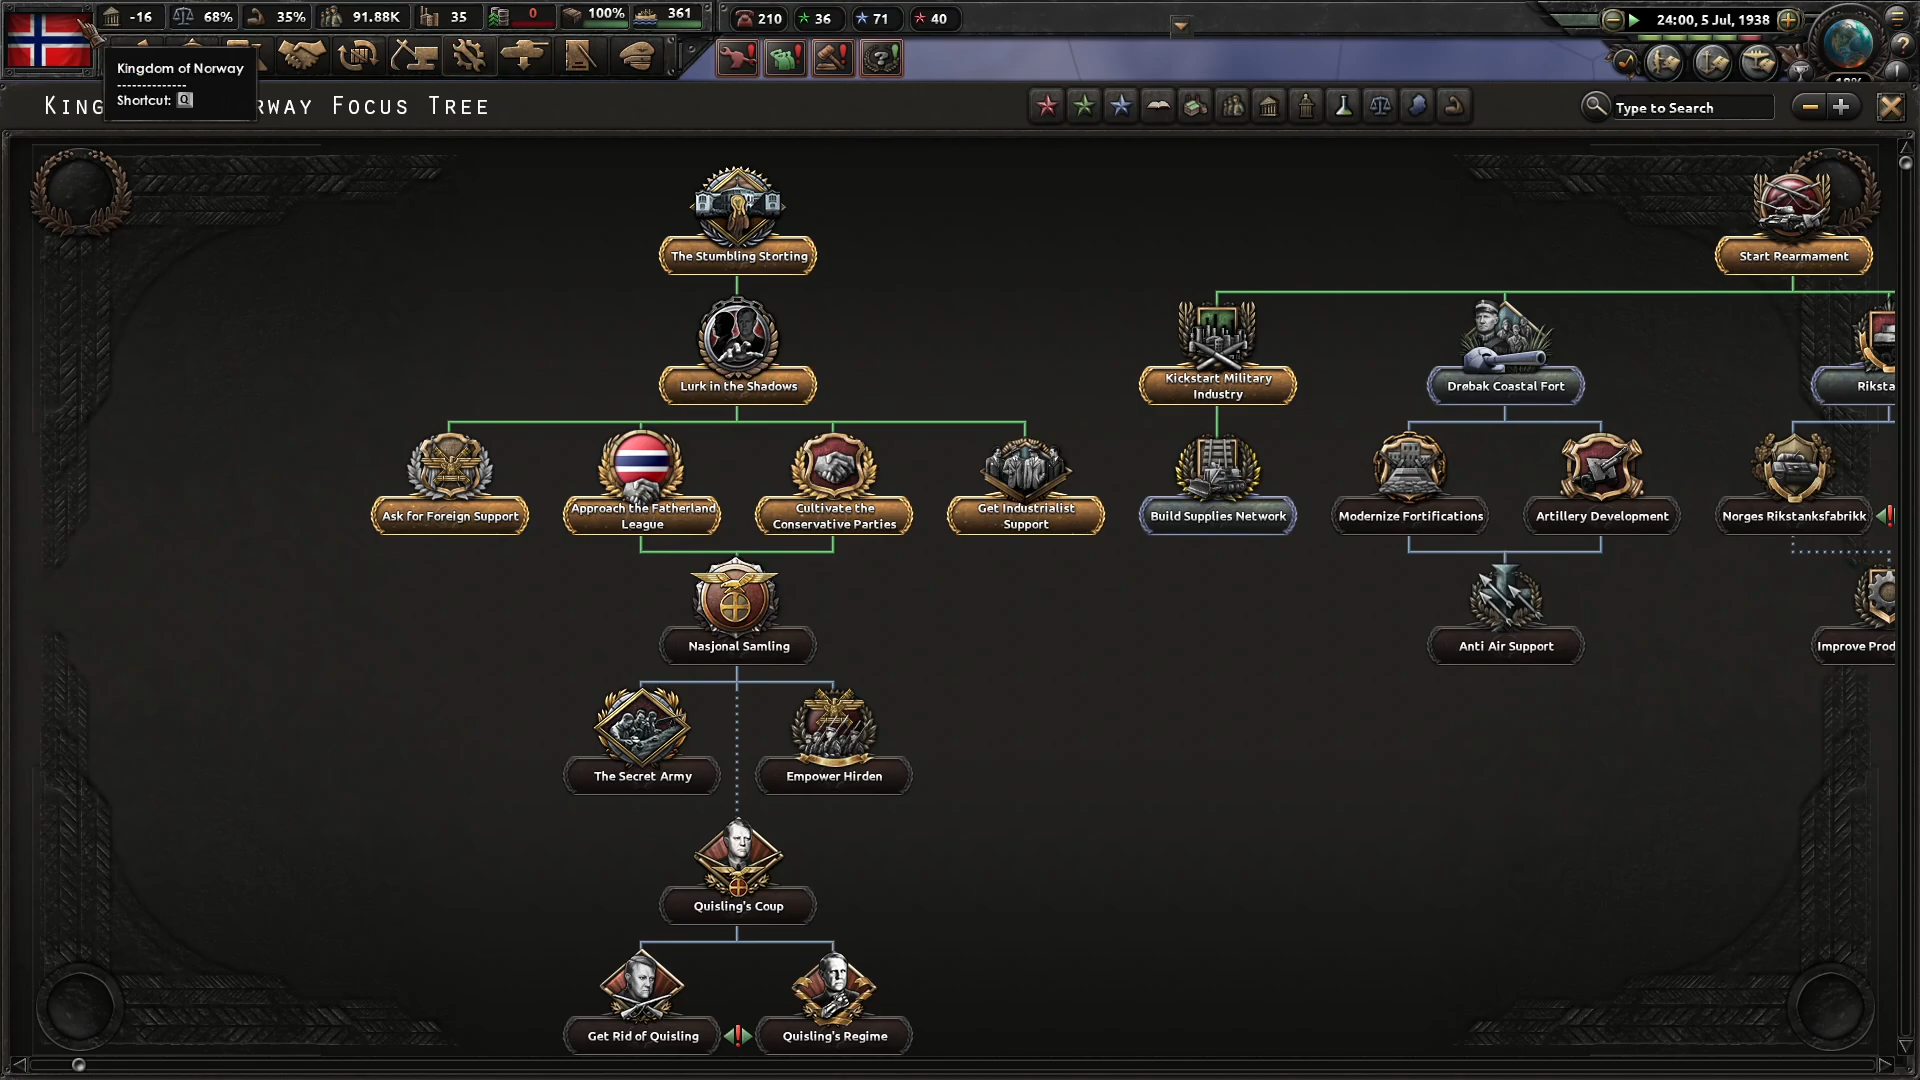 -16
68%
35%
91.88K
35
0
100%
361
210
36
71
40
24:00, 5 Jul, 1938
Kingdom of Norway
--------------
Shortcut: Q
King
rway Focus Tree
Type to Search
The Stumbling Storting
Start Rearmament
Lurk in the Shadows
Kickstart Military
Industry
Drøbak Coastal Fort
Riksta
Ask for Foreign Support
Approach the Fatherland
League
Cultivate the
Conservative Parties
Get Industrialist
Support
Build Supplies Network
Modernize Fortifications
Artillery Development
Norges Rikstanksfabrikk
Nasjonal Samling
Anti Air Support
Improve Prod
The Secret Army
Empower Hirden
Quisling's Coup
Get Rid of Quisling
Quisling's Regime